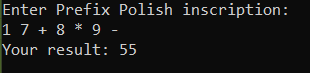 Enter Prefix Polish inscription:
1 7 + 8 * 9 -
Your result: 55